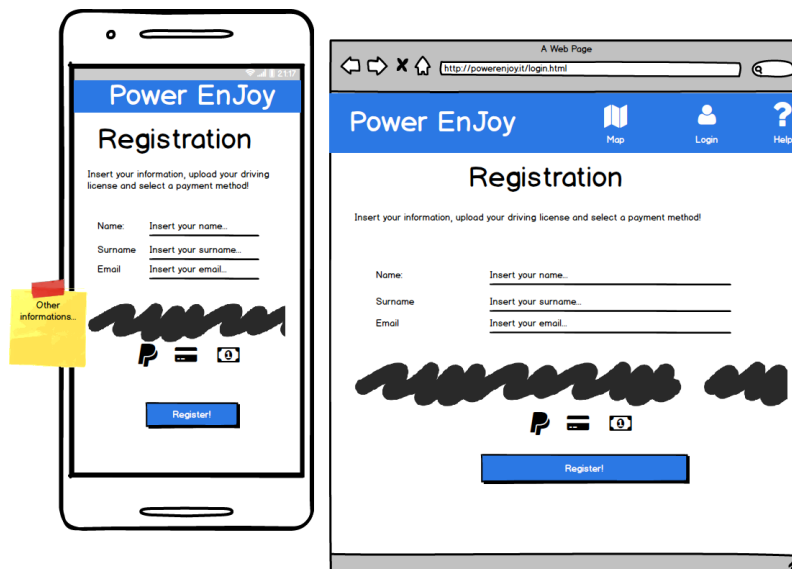 21:17
Power EnJoy
Registration
Insert your information, upload your driving
license and select a payment method!
Name: Insert your name...
Surname Insert your surname...
Email Insert your email...
Other
informations...
1
Register!
A Web Page
http://powerenjoy.it/login.html
Power EnJoy
Map
Login
?
Help
Registration
Insert your information, upload your driving license and select a payment method!
Name: Insert your name...
Surname Insert your surname...
Email Insert your email...
1
Register!